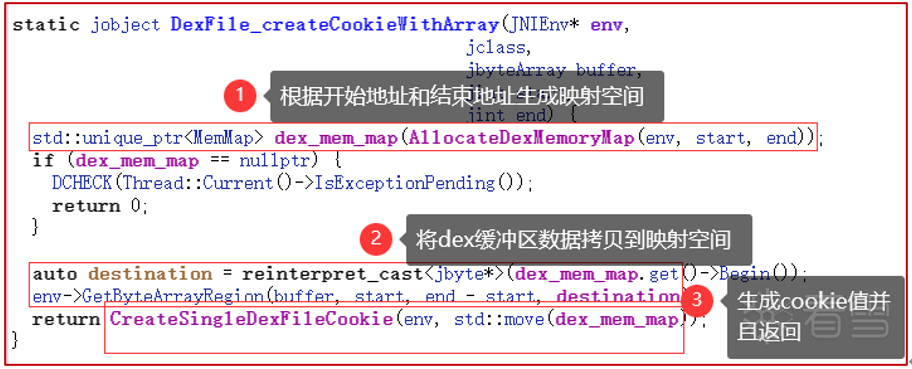 static jobject DexFile_createCookieWithArray(JNIEnv* env,
jclass,
jbyteArray buffer,
1 根据开始地址和结束地址生成映射空间
jint end) {
std::unique_ptr<MemMap> dex_mem_map(AllocateDexMemoryMap(env, start, end));
if (dex_mem_map == nullptr) {
DCHECK(Thread::Current()->IsExceptionPending());
return 0;
}
2 将dex缓冲区数据拷贝到映射空间
auto destination = reinterpret_cast<jbyte*>(dex_mem_map.get()->Begin());
env->GetByteArrayRegion(buffer, start, end - start, destination
3 生成cookie值并
且返回
return CreateSingleDexFileCookie(env, std::move(dex_mem_map));
}
看雪